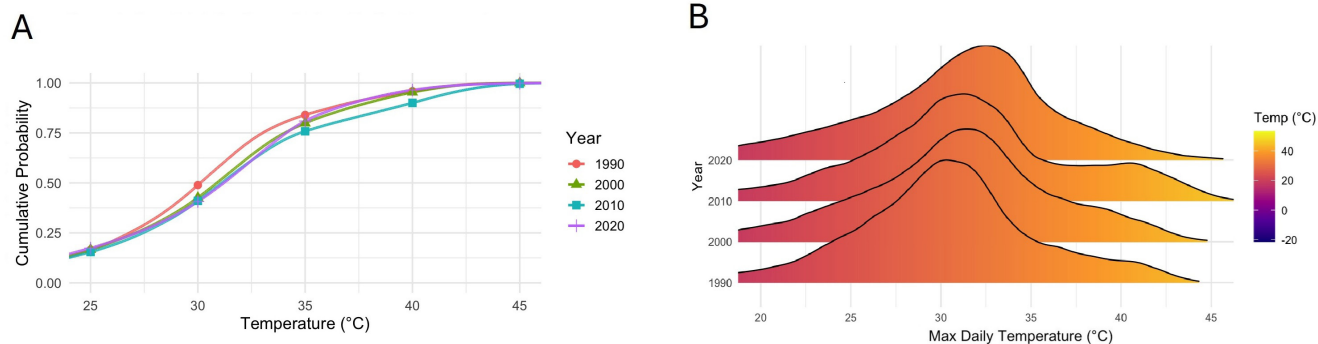 A
Cumulative Probability
1.00
0.75
0.50
0.25
0.00
25 30 35 40 45
Temperature (°C)
Year
1990
2000
2010
2020
B
Year
2020
2010
2000
1990
20 25 30 35 40 45
Max Daily Temperature (°C)
Temp (°C)
40
20
0
-20